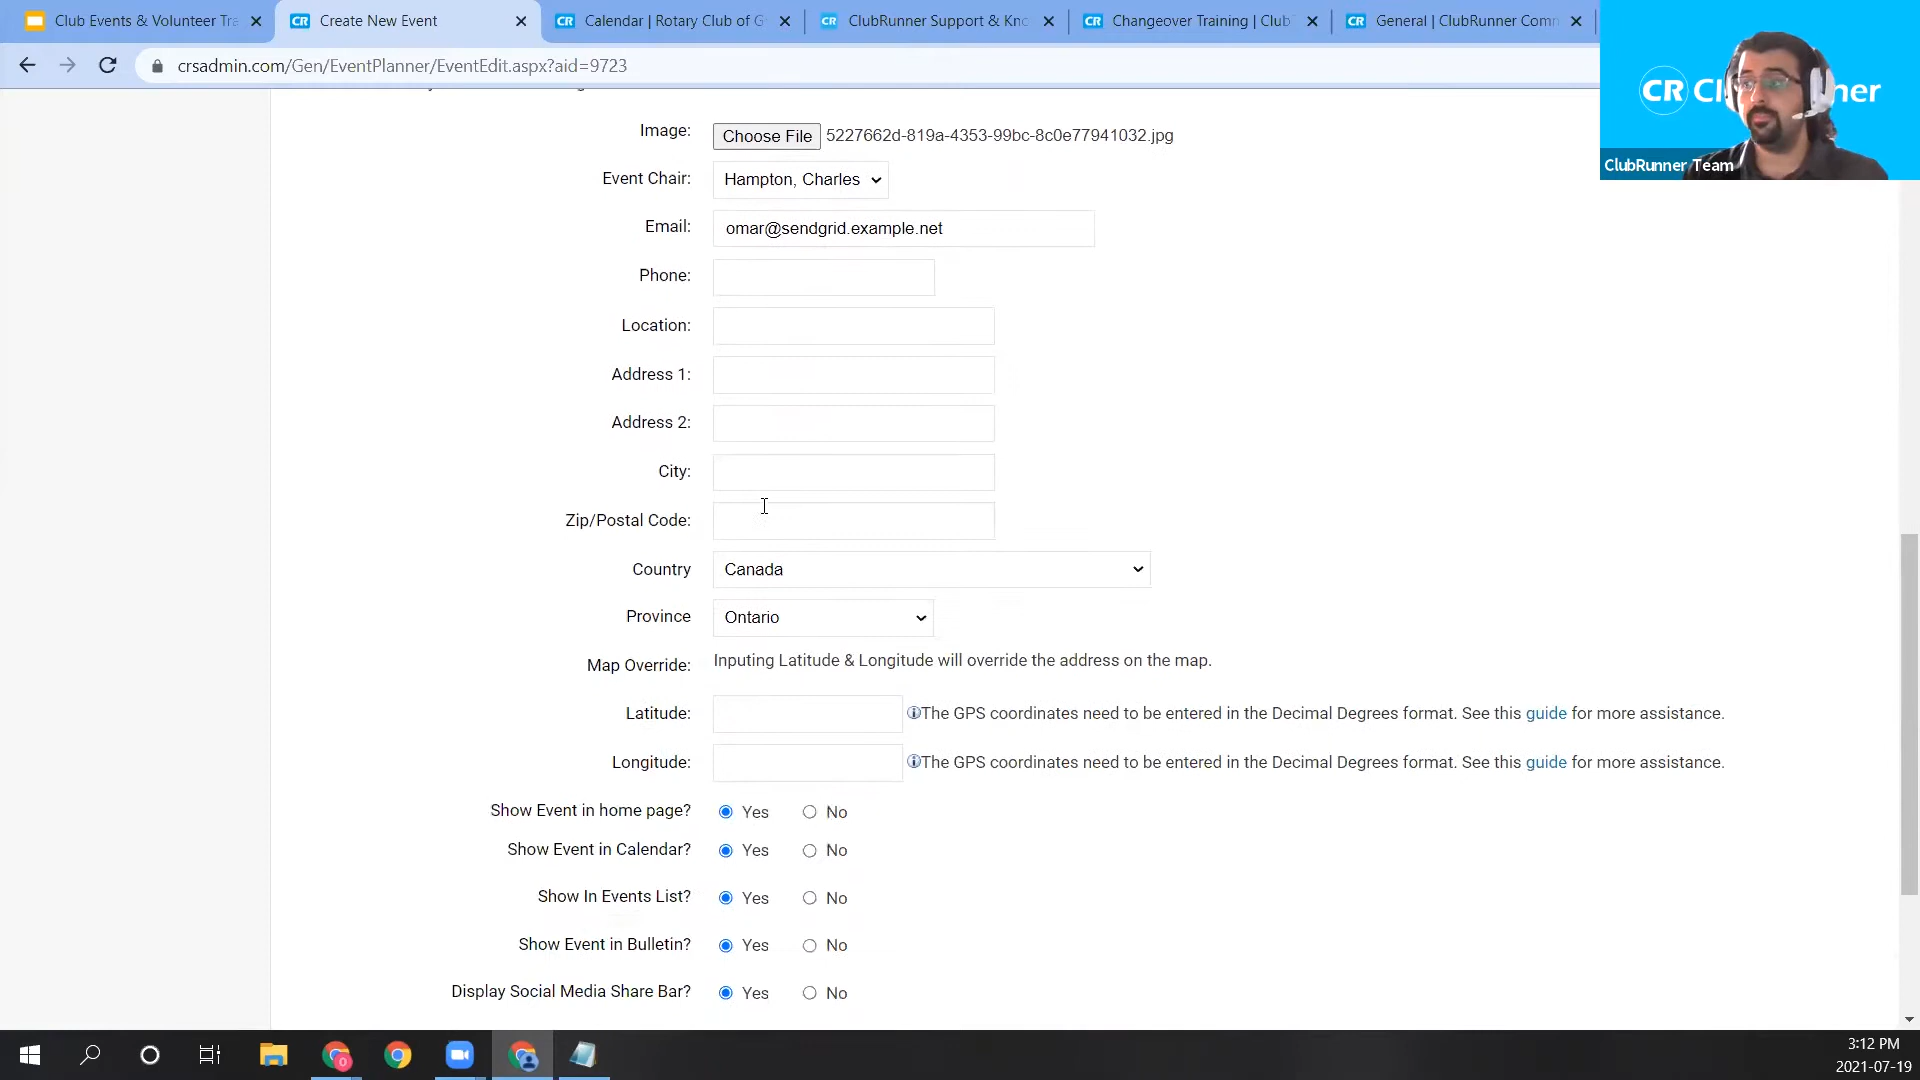 Club Events & Volunteer Tra
Create New Event
Calendar | Rotary Club of G
ClubRunner Support & Kno
Changeover Training | Club
General | ClubRunner Comm
crsadmin.com/Gen/EventPlanner/EventEdit.aspx?aid=9723
CR Cl ner
ClubRunner Team
Image: Choose File 5227662d-819a-4353-99bc-8c0e77941032.jpg
Event Chair: Hampton, Charles
Email: omar@sendgrid.example.net
Phone:
Location:
Address 1:
Address 2:
City:
Zip/Postal Code:
Country Canada
Province Ontario
Map Override: Inputing Latitude & Longitude will override the address on the map.
Latitude: The GPS coordinates need to be entered in the Decimal Degrees format. See this guide for more assistance.
Longitude: The GPS coordinates need to be entered in the Decimal Degrees format. See this guide for more assistance.
Show Event in home page? Yes No
Show Event in Calendar? Yes No
Show In Events List? Yes No
Show Event in Bulletin? Yes No
Display Social Media Share Bar? Yes No
3:12 PM
2021-07-19